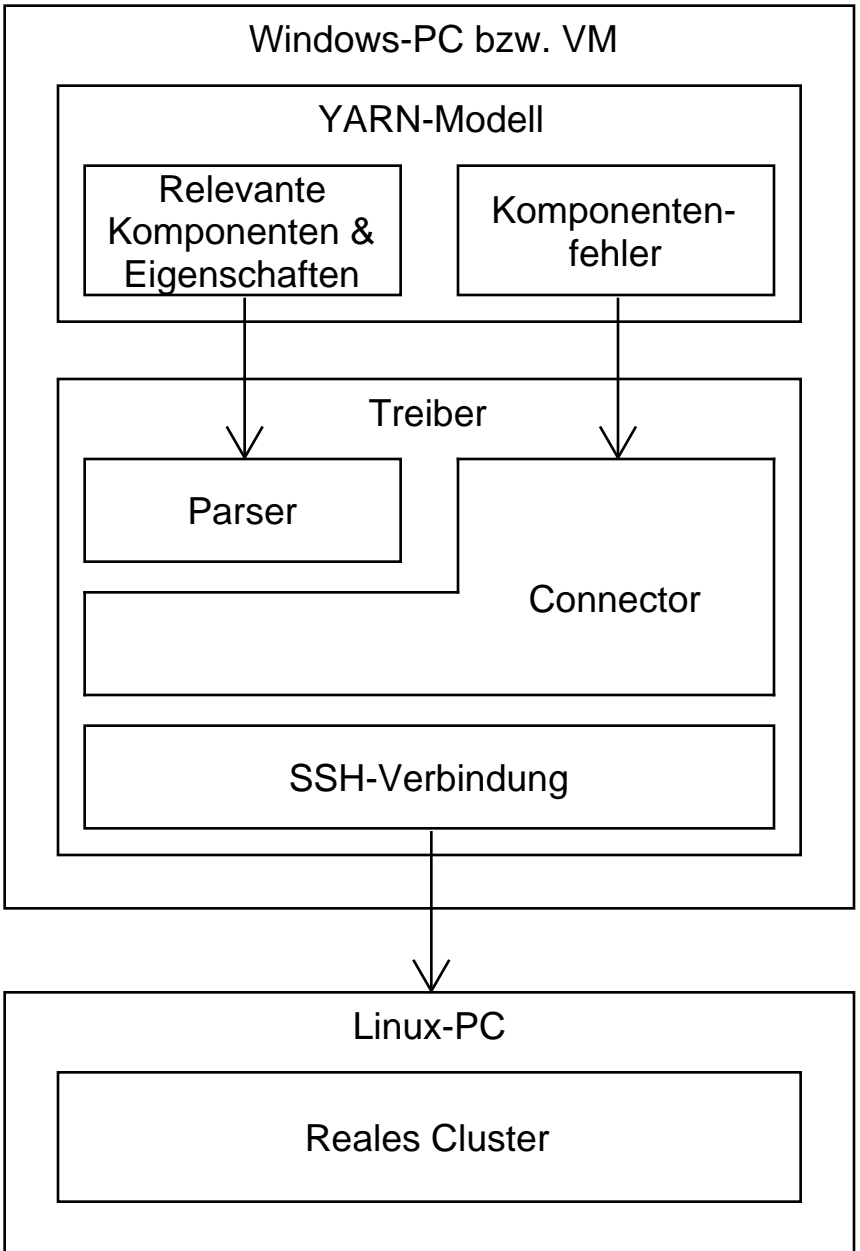 Windows-PC bzw. VM
YARN-Modell
Relevante
Komponenten &
Eigenschaften
Komponenten-
fehler
Treiber
Parser
Connector
SSH-Verbindung
Linux-PC
Reales Cluster